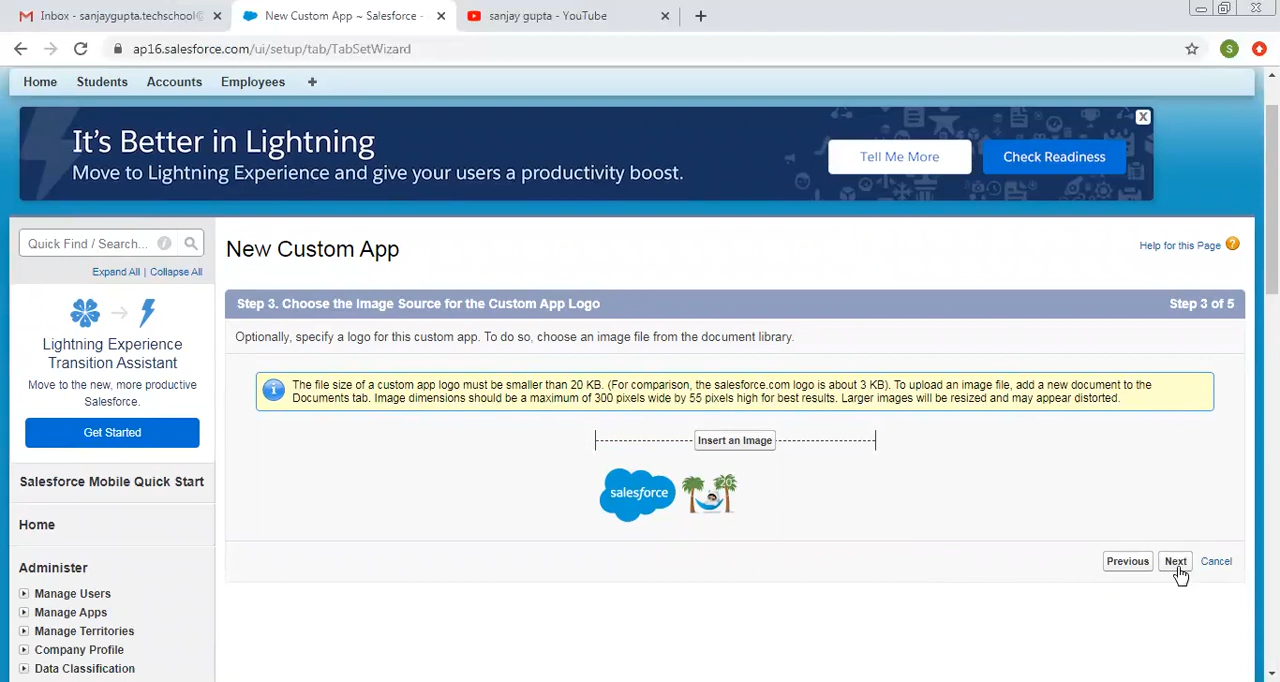 Inbox - sanjaygupta.techschool@
New Custom App ~ Salesforce -
sanjay gupta - YouTube
ap16.salesforce.com/ui/setup/tab/TabSetWizard
S
Home
Students
Accounts
Employees
It's Better in Lightning
Move to Lightning Experience and give your users a productivity boost.
Tell Me More
Check Readiness
X
Quick Find / Search...
Expand All | Collapse All
Lightning Experience
Transition Assistant
Move to the new, more productive
Salesforce.
Get Started
Salesforce Mobile Quick Start
Home
Administer
Manage Users
Manage Apps
Manage Territories
Company Profile
Data Classification
New Custom App
Help for this Page
Step 3. Choose the Image Source for the Custom App Logo
Step 3 of 5
Optionally, specify a logo for this custom app. To do so, choose an image file from the document library.
The file size of a custom app logo must be smaller than 20 KB. (For comparison, the salesforce.com logo is about 3 KB). To upload an image file, add a new document to the
Documents tab. Image dimensions should be a maximum of 300 pixels wide by 55 pixels high for best results. Larger images will be resized and may appear distorted.
Insert an Image
salesforce
20
Previous
Next
Cancel